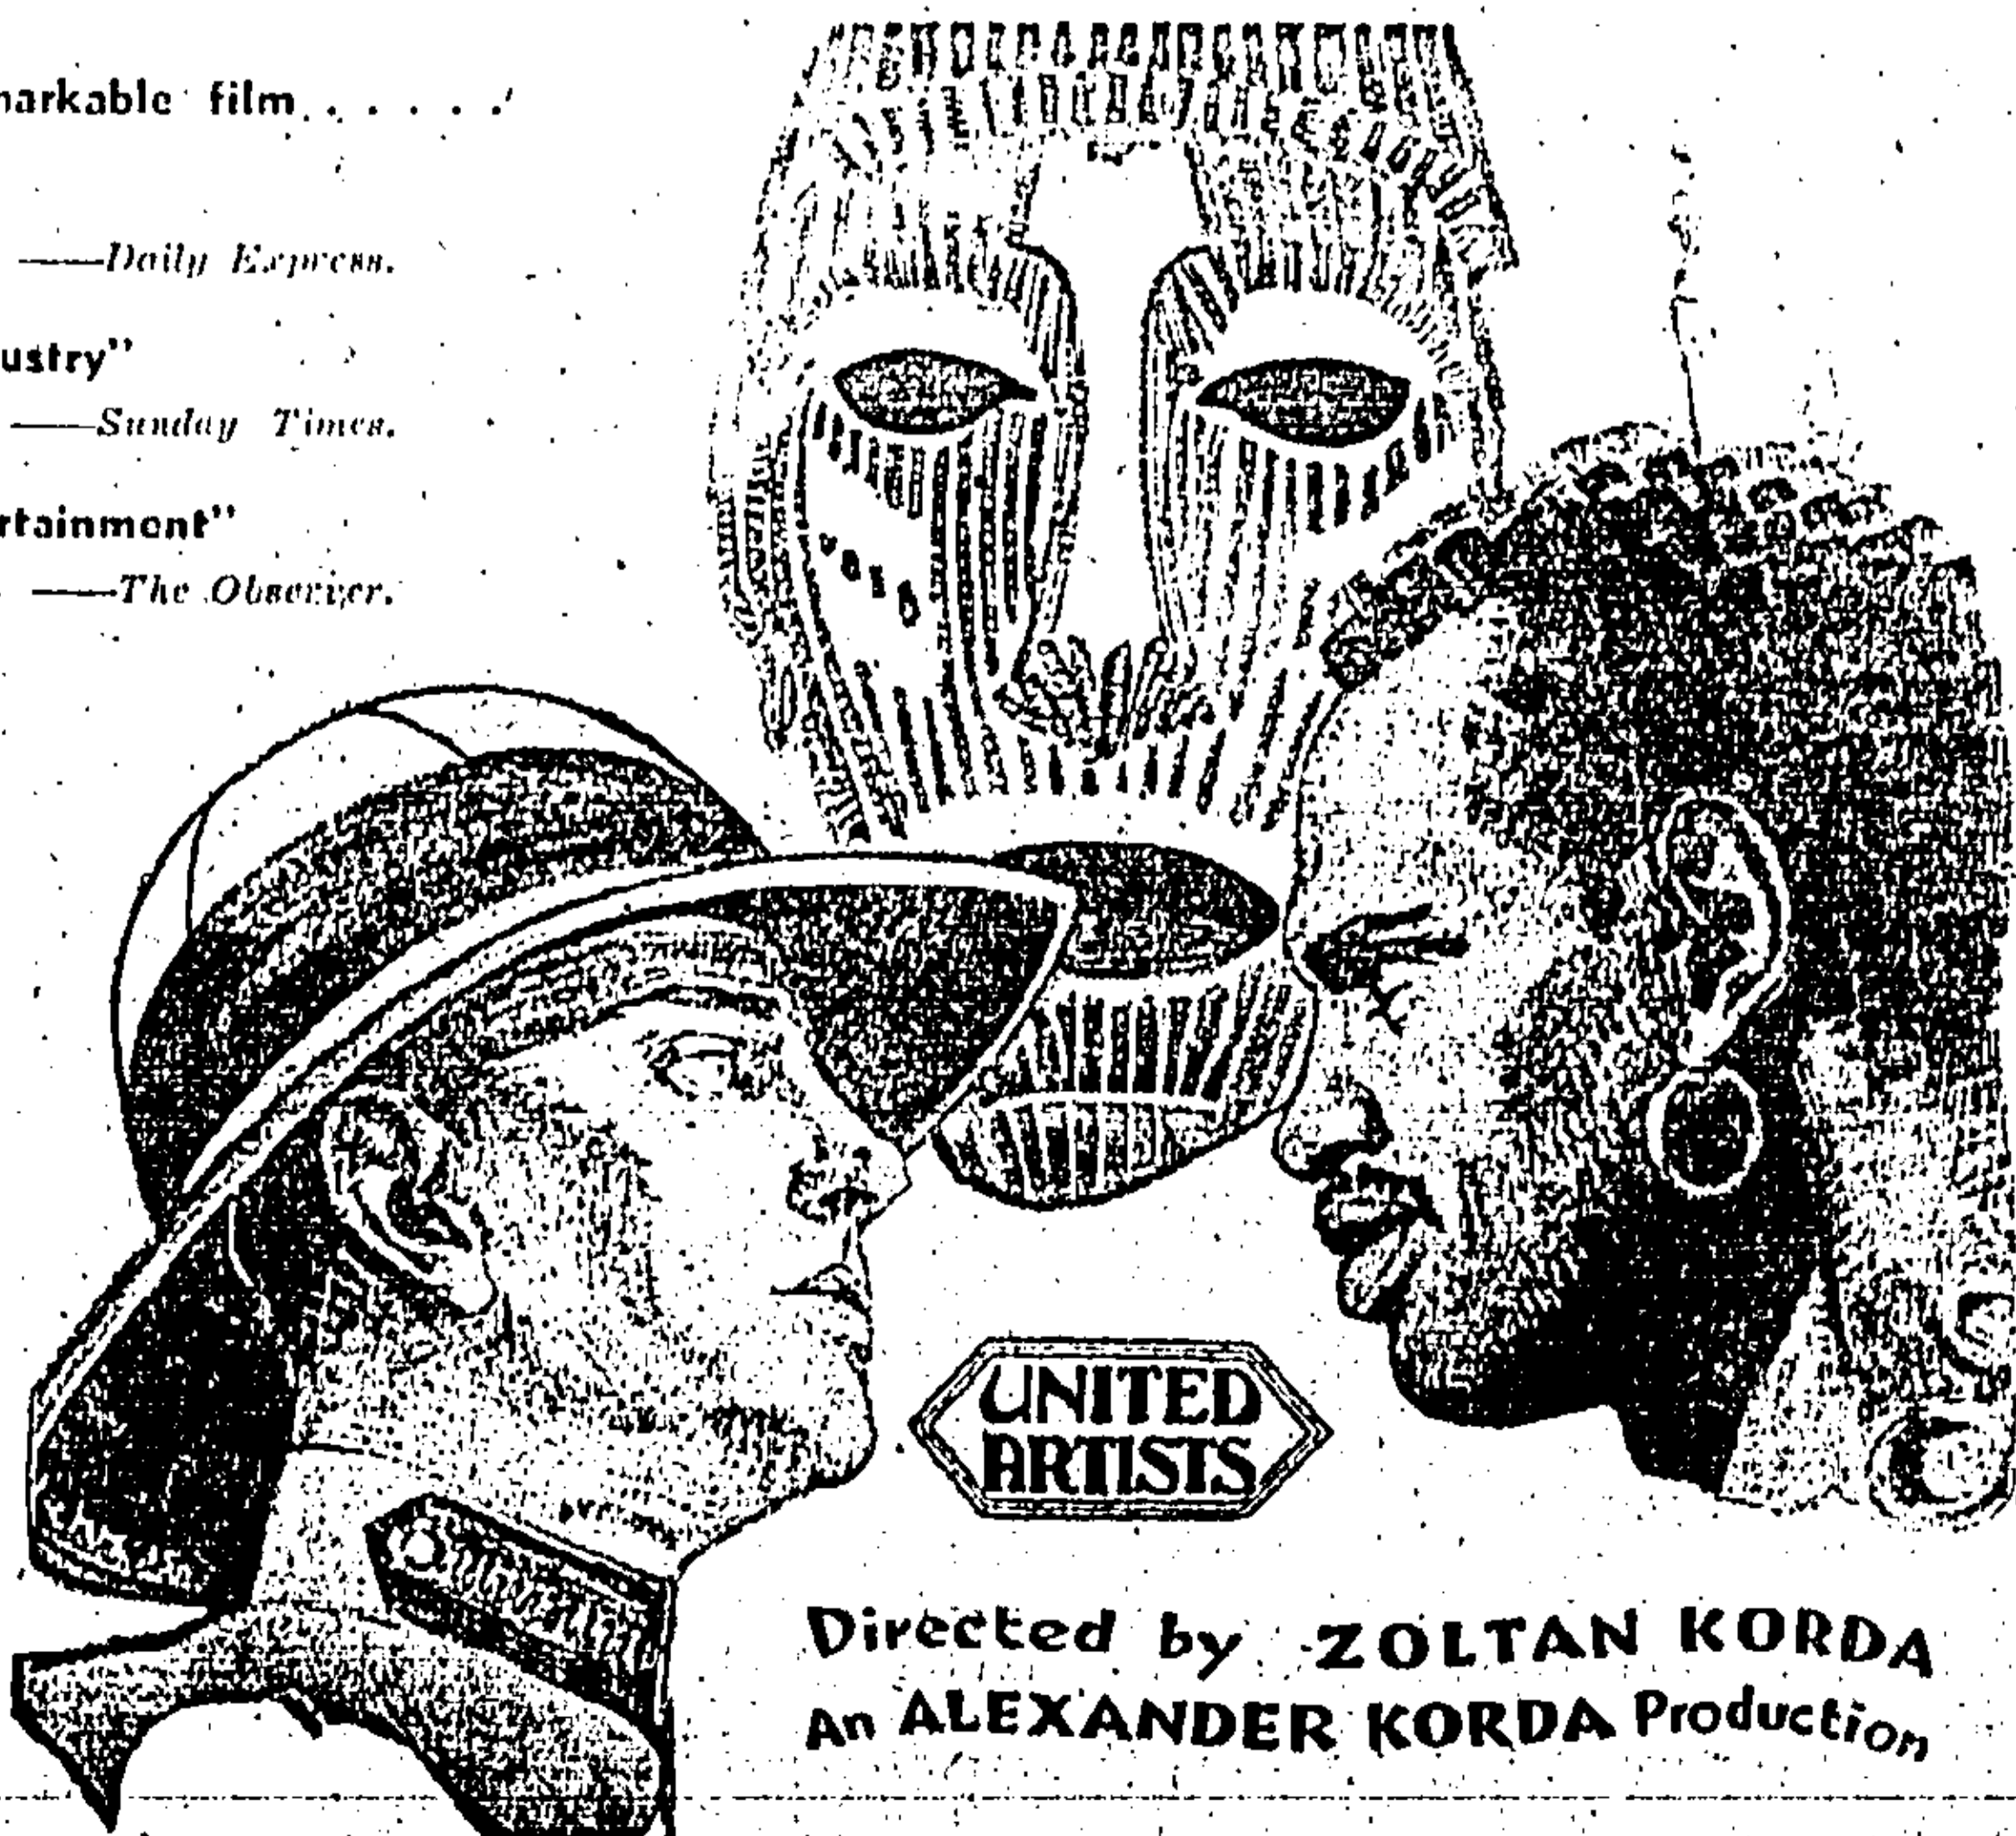 markable film. . . . . .
——Daily Express.
ustry"
——Sunday Times.
rtainment"
——The Observer.
UNITED
ARTISTS
Directed by ZOLTAN KORDA
An ALEXANDER KORDA Production